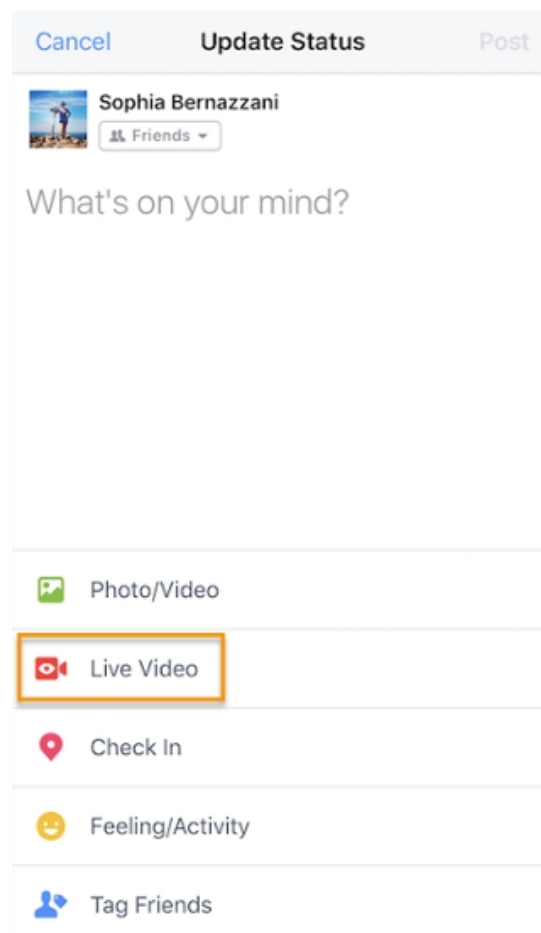 Cancel Update Status Post
Sophia Bernazzani
Friends
What's on your mind?
Photo/Video
Live Video
Check In
Feeling/Activity
Tag Friends